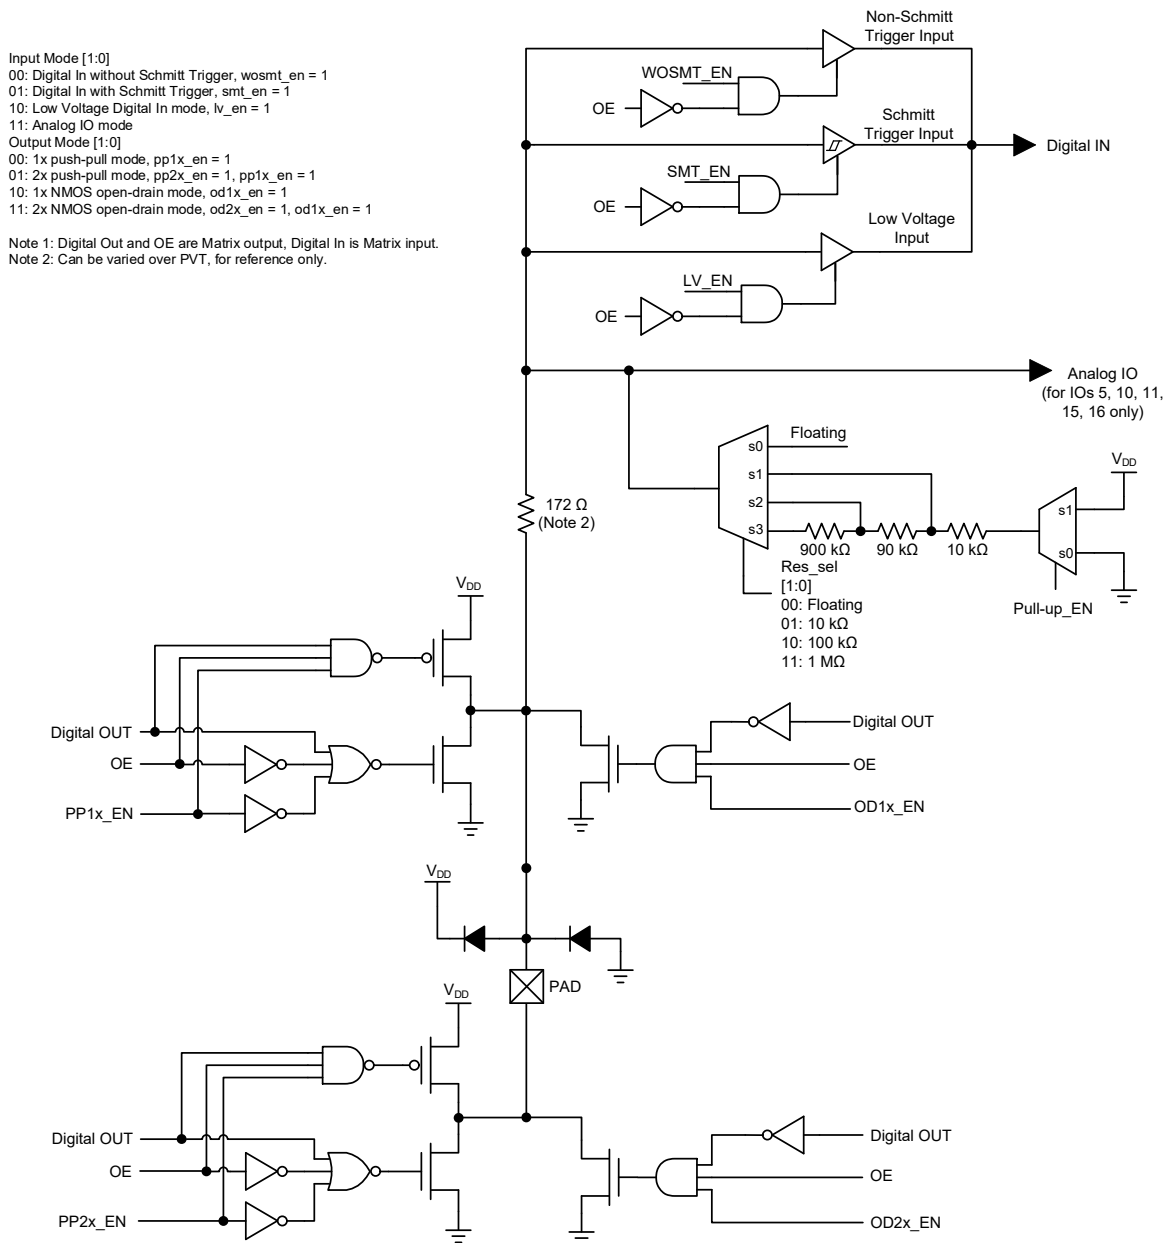 Input Mode [1:0]
00: Digital In without Schmitt Trigger, wosmt_en = 1
01: Digital In with Schmitt Trigger, smt_en = 1
10: Low Voltage Digital In mode, lv_en = 1
11: Analog IO mode
Output Mode [1:0]
00: 1x push-pull mode, pp1x_en = 1
01: 2x push-pull mode, pp2x_en = 1, pp1x_en = 1
10: 1x NMOS open-drain mode, od1x_en = 1
11: 2x NMOS open-drain mode, od2x_en = 1, od1x_en = 1
Note 1: Digital Out and OE are Matrix output, Digital In is Matrix input.
Note 2: Can be varied over PVT, for reference only.
Non-Schmitt
Trigger Input
WOSMT_EN
OE
Schmitt
Trigger Input
Digital IN
SMT_EN
OE
Low Voltage
Input
LV_EN
OE
Analog IO
(for IOs 5, 10, 11,
15, 16 only)
Floating
s0
s1
s2
s3
VDD
s1
s0
172 Ω
(Note 2)
900 kΩ
90 kΩ
10 kΩ
Res_sel
[1:0]
00: Floating
01: 10 kΩ
10: 100 kΩ
11: 1 MΩ
Pull-up_EN
VDD
Digital OUT
OE
PP1x_EN
Digital OUT
OE
OD1x_EN
VDD
PAD
VDD
Digital OUT
OE
PP2x_EN
Digital OUT
OE
OD2x_EN